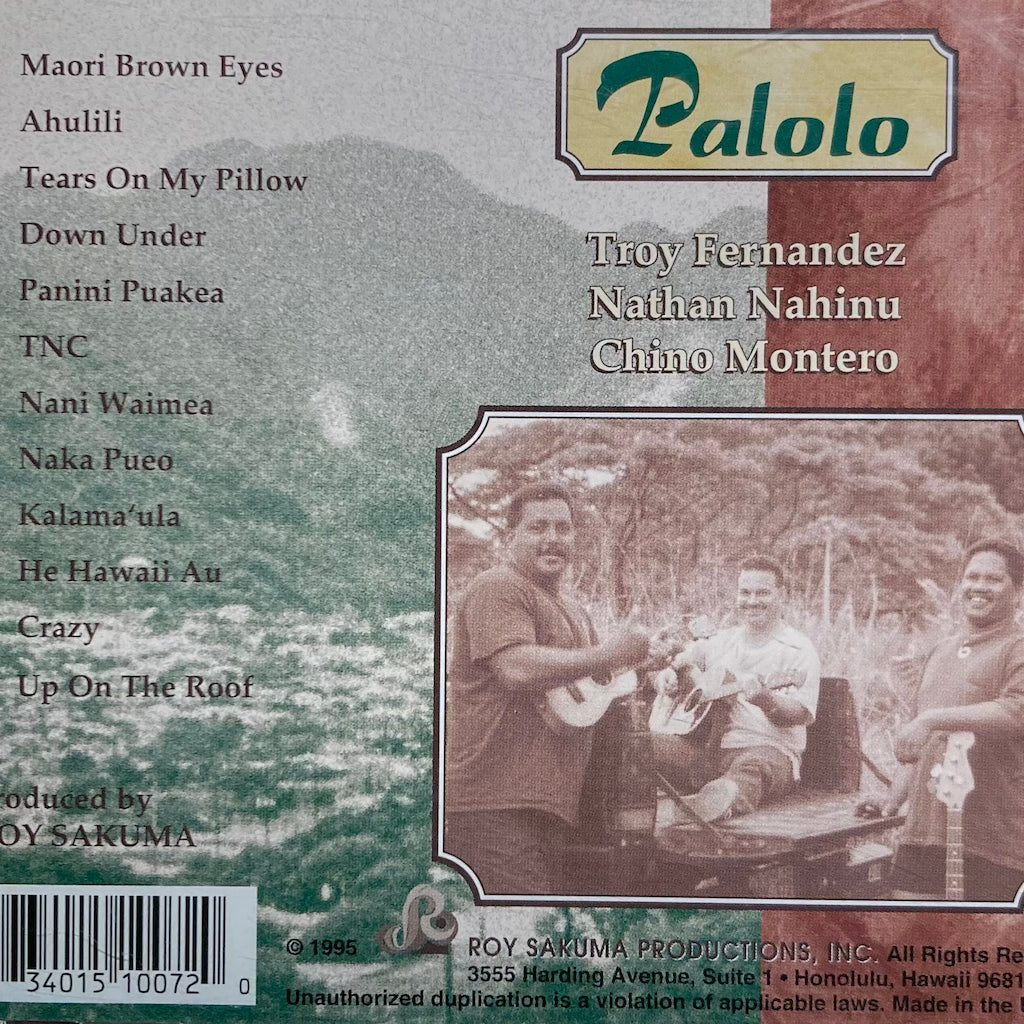 Maori Brown Eyes
Ahulili
Tears On My Pillow
Down Under
Panini Puakea
TNC
Nani Waimea
Naka Pueo
Kalama‘ula
He Hawaii Au
Crazy
Up On The Roof
roduced by
OY SAKUMA
Palolo
Troy Fernandez
Nathan Nahinu
Chino Montero
34015 10072 0
© 1995 ROY SAKUMA PRODUCTIONS, INC. All Rights Re
3555 Harding Avenue, Suite 1 • Honolulu, Hawaii 9681
Unauthorized duplication is a violation of applicable laws. Made in the